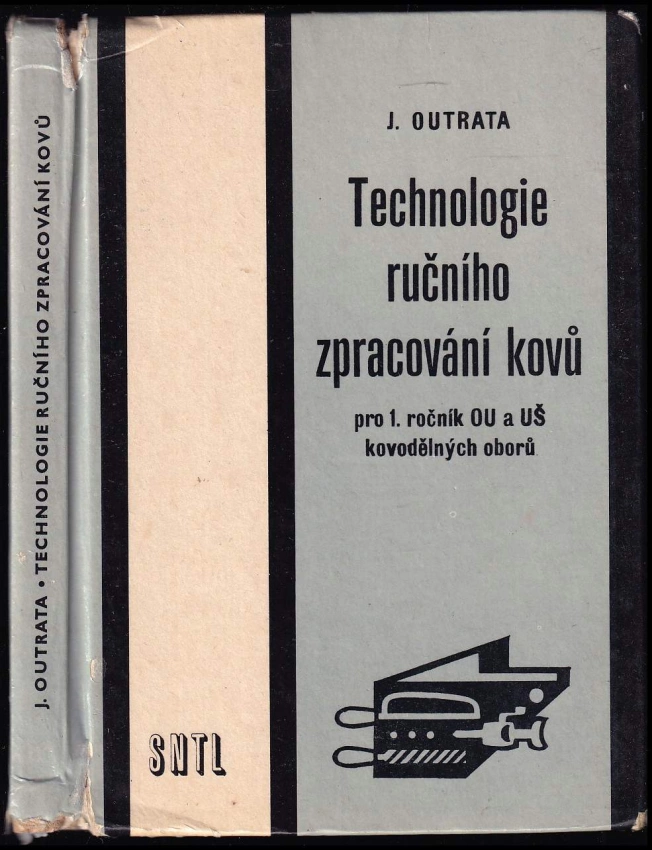 J. OUTRATA • TECHNOLOGIE RUČNÍHO ZPRACOVÁNÍ KOVŮ
J. OUTRATA
Technologie
ručního
zpracování kovů
pro 1. ročník OU a UŠ
kovodělných oborů
SNTL